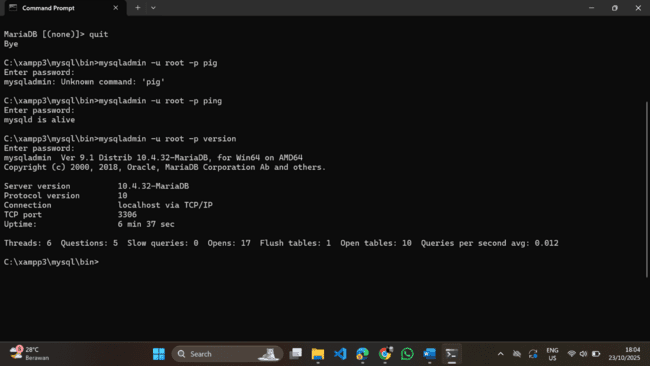 Command Prompt
MariaDB [(none)]> quit
Bye
C:\xampp3\mysql\bin>mysqladmin -u root -p pig
Enter password:
mysqladmin: Unknown command: 'pig'
C:\xampp3\mysql\bin>mysqladmin -u root -p ping
Enter password:
mysqld is alive
C:\xampp3\mysql\bin>mysqladmin -u root -p version
Enter password:
mysqladmin  Ver 9.1 Distrib 10.4.32-MariaDB, for Win64 on AMD64
Copyright (c) 2000, 2018, Oracle, MariaDB Corporation Ab and others.
Server version          10.4.32-MariaDB
Protocol version        10
Connection              localhost via TCP/IP
TCP port                3306
Uptime:                 6 min 37 sec
Threads: 6  Questions: 5  Slow queries: 0  Opens: 17  Flush tables: 1  Open tables: 10  Queries per second avg: 0.012
C:\xampp3\mysql\bin>
28°C
Berawan
Search
ENG
US
18:04
23/10/2025